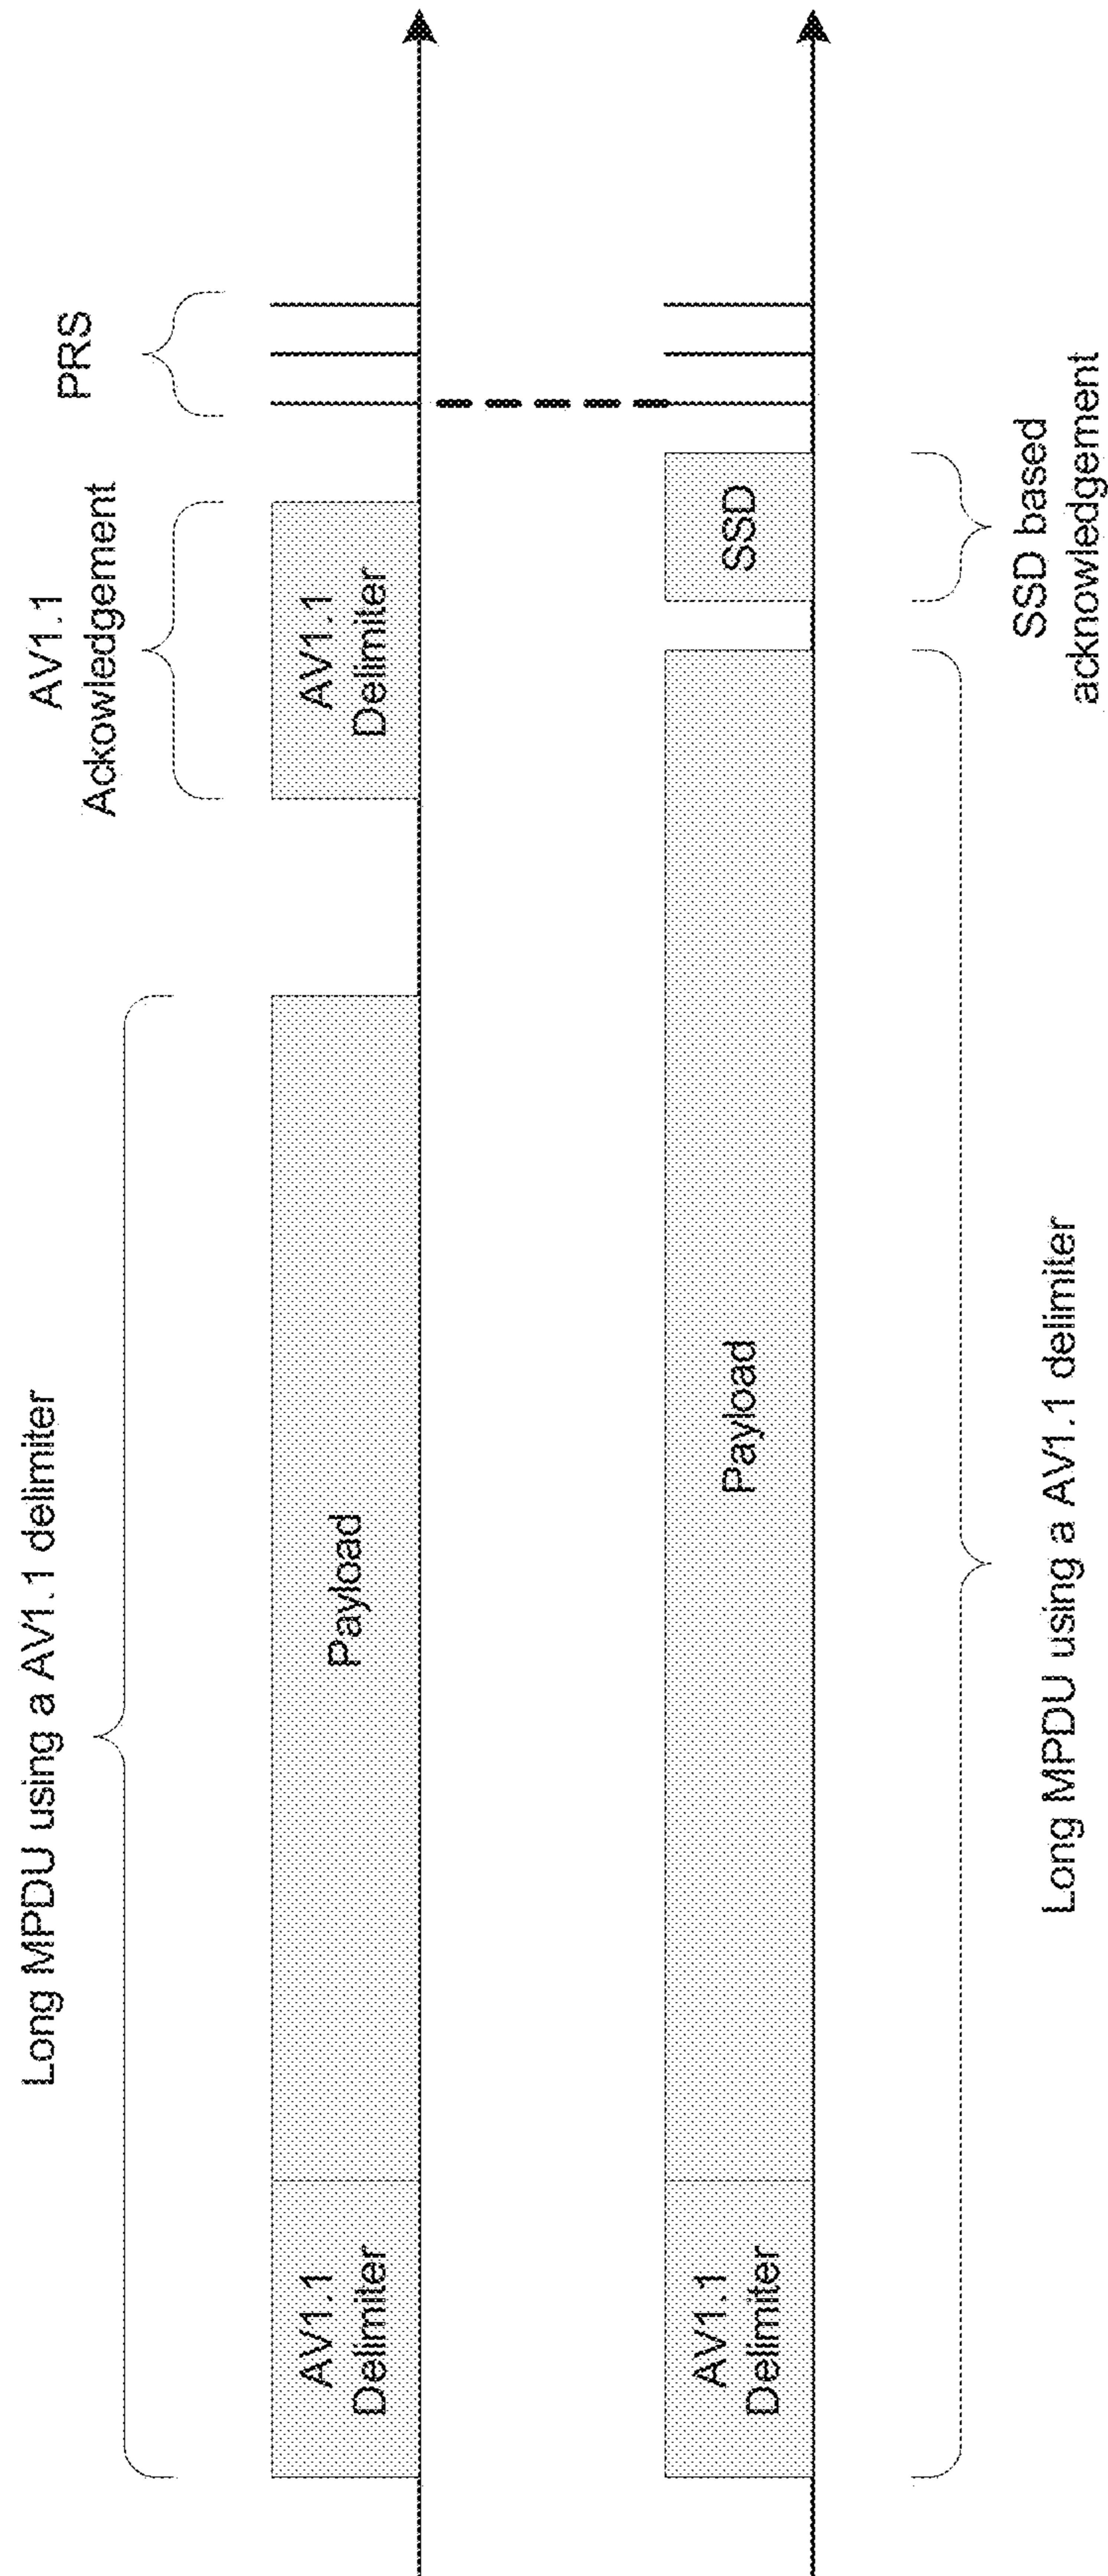 Long MPDU using a AV1.1 delimiter
AV1.1
Ackowledgement
PRS
AV1.1
Delimiter
Payload
AV1.1
Delimiter
AV1.1
Delimiter
Payload
SSD
Long MPDU using a AV1.1 delimiter
SSD based
acknowledgement